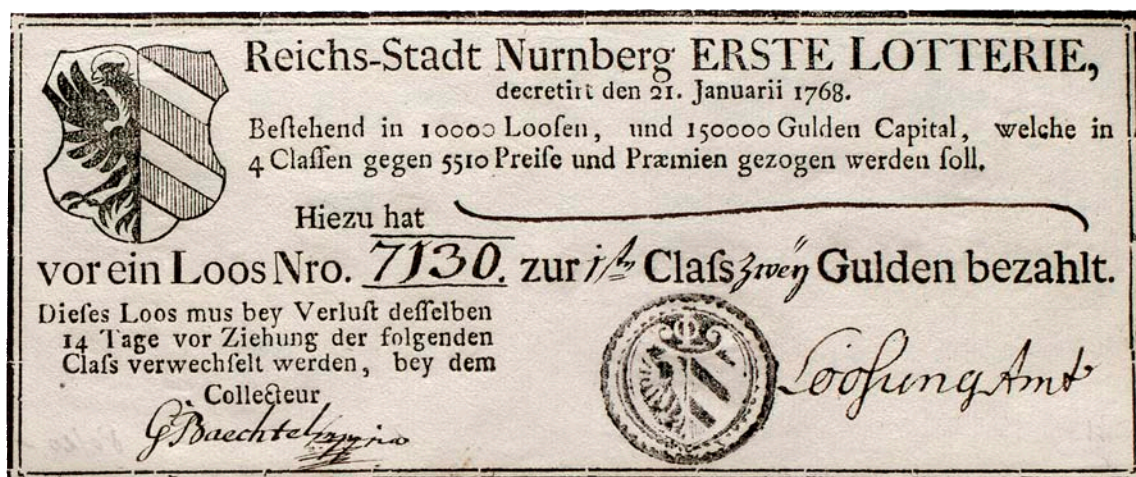 Reichs-Stadt Nurnberg ERSTE LOTTERIE,
decretirt den 21. Januarii 1768.
Beſtehend in 10000 Looſen, und 150000 Gulden Capital, welche in
4 Claſſen gegen 5510 Preiſe und Præmien gezogen werden ſoll.
Hiezu hat
vor ein Loos Nro. 7130. zur 1ſtn Claſs zweÿ Gulden bezahlt.
Dieſes Loos mus bey Verluſt deſſelben
14 Tage vor Ziehung der folgenden
Claſs verwechſelt werden, bey dem
Collecteur
Looſung Amt